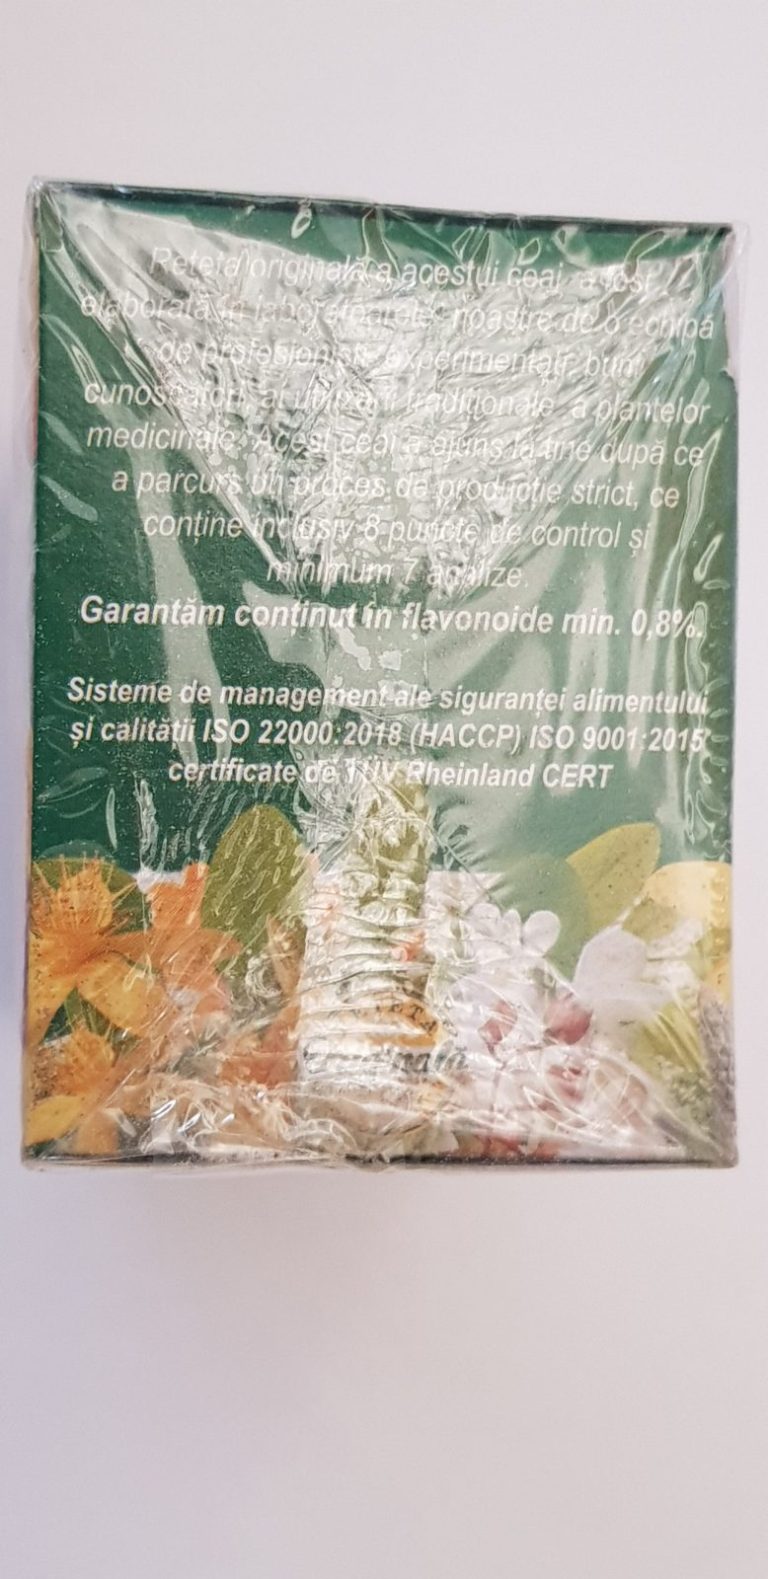 Rețeta originală a acestui ceai a fost
elaborată în laboratoarele noastre de o echipă
de profesioniști experimentați, buni
cunoscători ai utilizării tradiționale a plantelor
medicinale. Acest ceai a ajuns la tine după ce
a parcurs un proces de producție strict, ce
conține inclusiv 8 puncte de control și
minimum 7 analize.
Garantăm conținut în flavonoide min. 0,8%.
Sisteme de management ale siguranței alimentului
și calității ISO 22000:2018 (HACCP) ISO 9001:2015
certificate de TUV Rheinland CERT